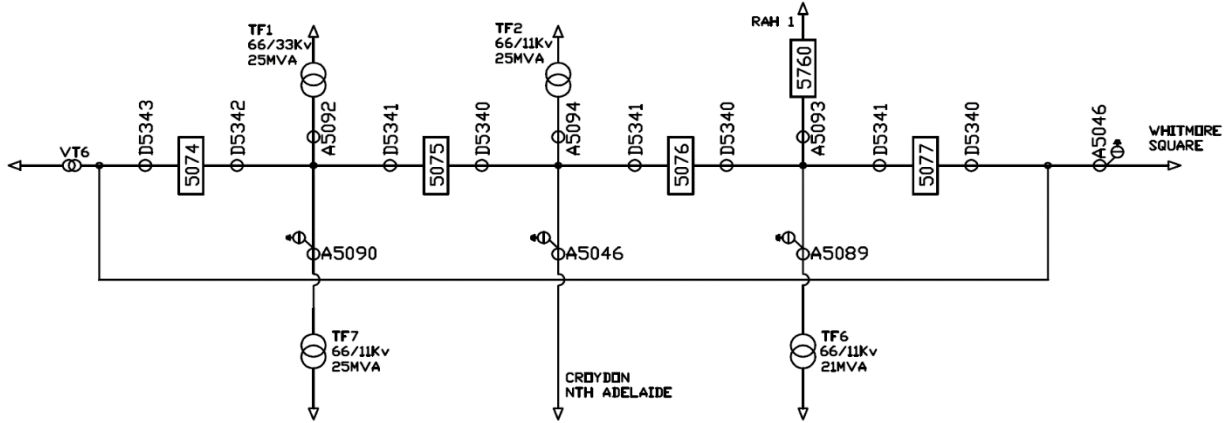 TF1
66/33Kv
25MVA
TF2
66/11Kv
25MVA
RAH 1
5760
D5343
D5342
A5092
D5341
D5340
A5094
D5341
D5340
A5093
D5341
D5340
A5046
WHITMORE
SQUARE
VT6
5074
5075
5076
5077
A5090
A5046
A5089
TF7
66/11Kv
25MVA
CROYDON
NTH ADELAIDE
TF6
66/11Kv
21MVA